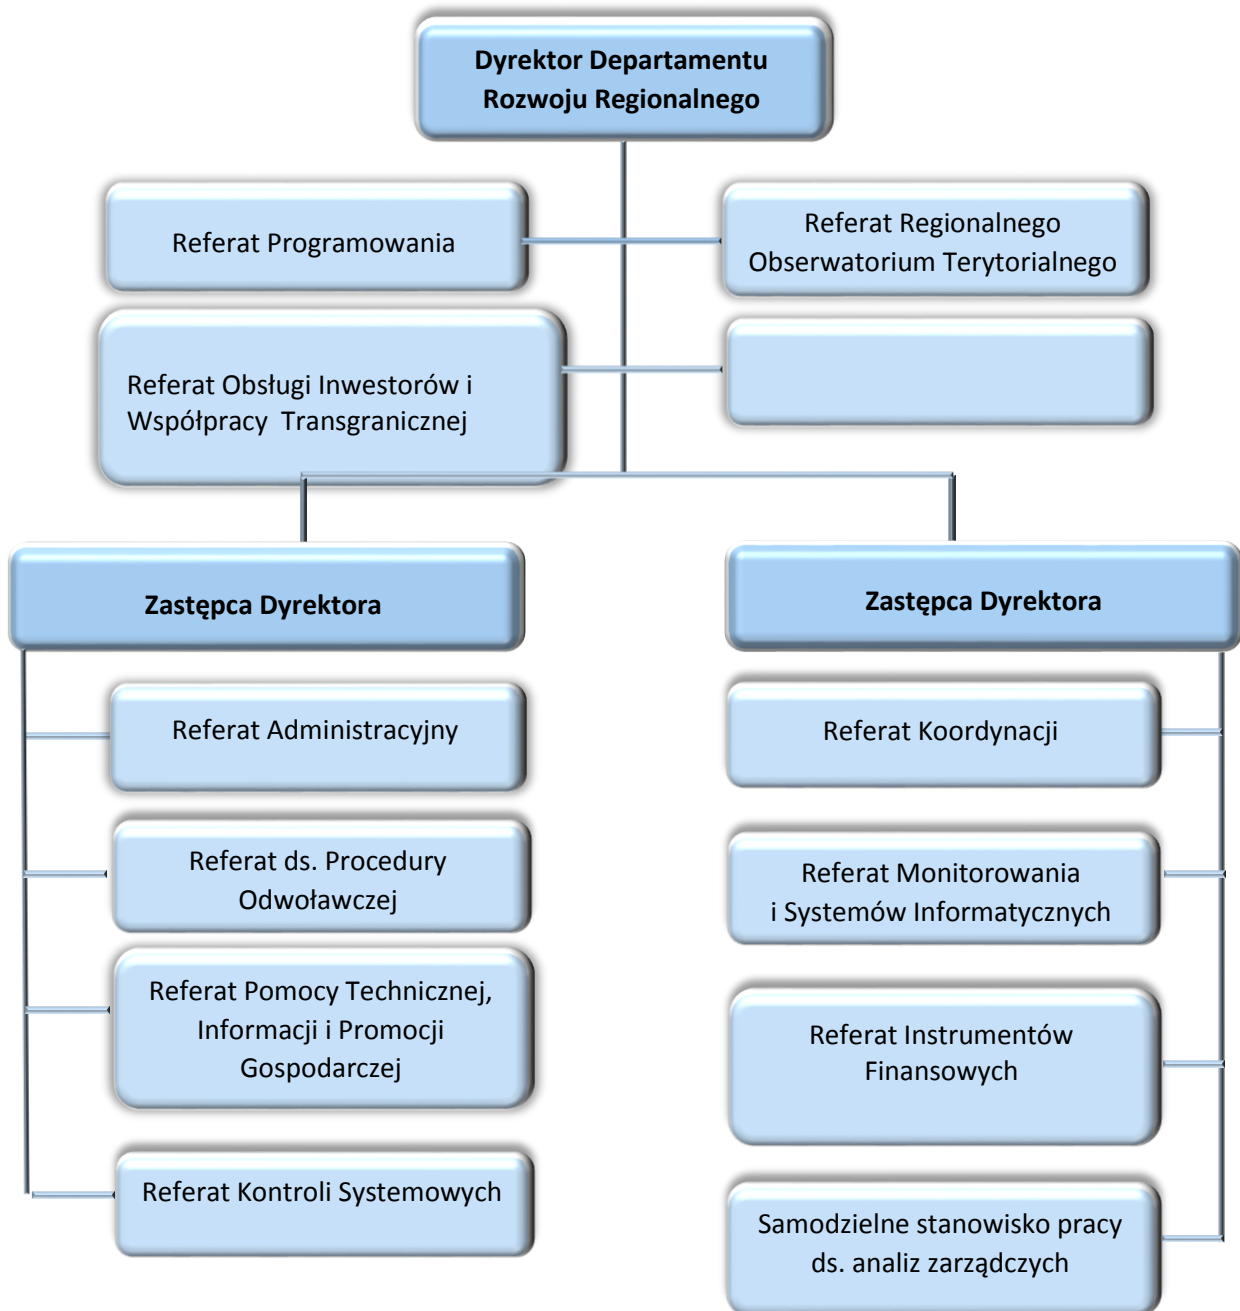 Dyrektor Departamentu
Rozwoju Regionalnego
Referat Programowania
Referat Regionalnego
Obserwatorium Terytorialnego
Referat Obsługi Inwestorów i
Współpracy  Transgranicznej
Zastępca Dyrektora
Zastępca Dyrektora
Referat Administracyjny
Referat ds. Procedury
Odwoławczej
Referat Pomocy Technicznej,
Informacji i Promocji
Gospodarczej
Referat Kontroli Systemowych
Referat Koordynacji
Referat Monitorowania
i Systemów Informatycznych
Referat Instrumentów
Finansowych
Samodzielne stanowisko pracy
ds. analiz zarządczych